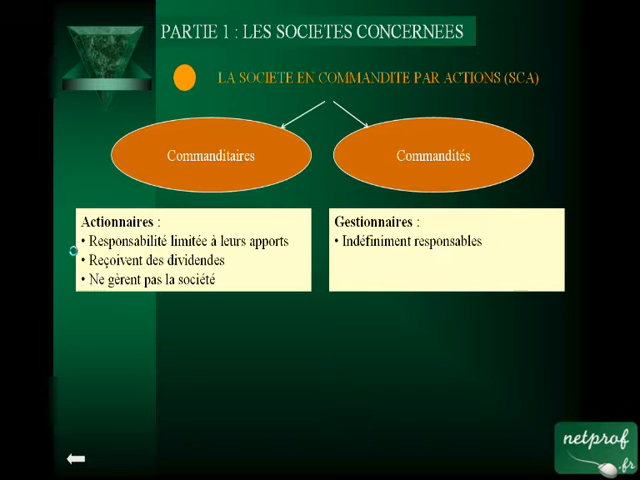 PARTIE 1 : LES SOCIETES CONCERNEES
LA SOCIETE EN COMMANDITE PAR ACTIONS (SCA)
Commanditaires
Commandités
Actionnaires :
• Responsabilité limitée à leurs apports
• Reçoivent des dividendes
• Ne gèrent pas la société
Gestionnaires :
• Indéfiniment responsables
netprof
.fr